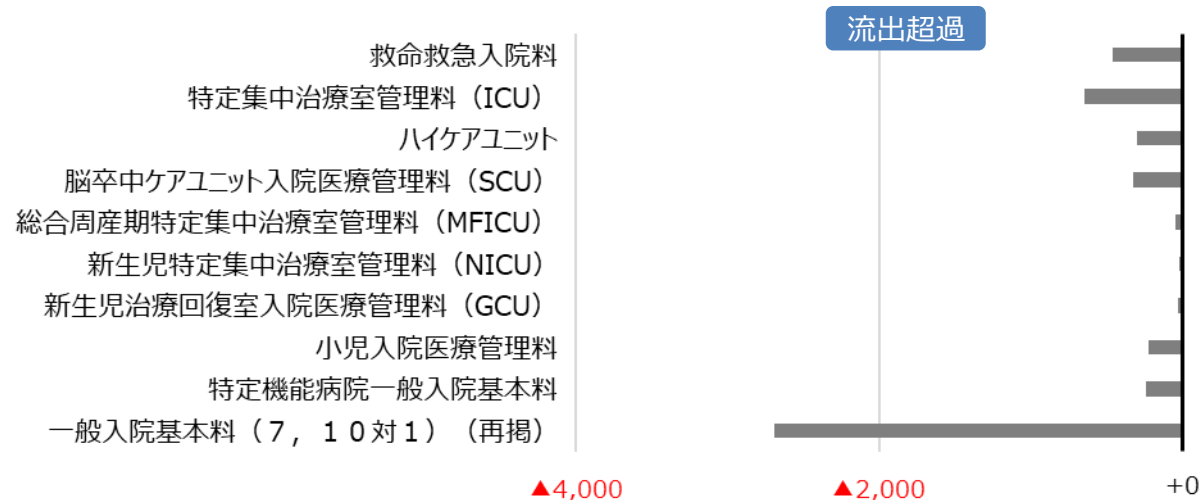 流出超過
救命救急入院料
特定集中治療室管理料（ICU）
ハイケアユニット
脳卒中ケアユニット入院医療管理料（SCU）
総合周産期特定集中治療室管理料（MFICU）
新生児特定集中治療室管理料（NICU）
新生児治療回復室入院医療管理料（GCU）
小児入院医療管理料
特定機能病院一般入院基本料
一般入院基本料（７，１０対１）（再掲）
▲4,000 ▲2,000 +0